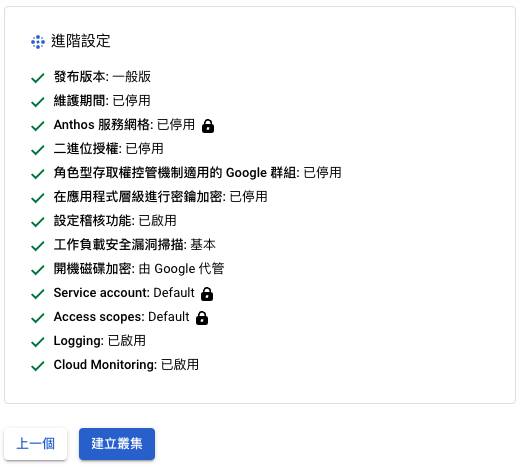 進階設定
發布版本: 一般版
維護期間: 已停用
Anthos 服務網格: 已停用
二進位授權: 已停用
角色型存取權控管機制適用的 Google 群組: 已停用
在應用程式層級進行密鑰加密: 已停用
設定稽核功能: 已啟用
工作負載安全漏洞掃描: 基本
開機磁碟加密: 由 Google 代管
Service account: Default
Access scopes: Default
Logging: 已啟用
Cloud Monitoring: 已啟用
上一個
建立叢集